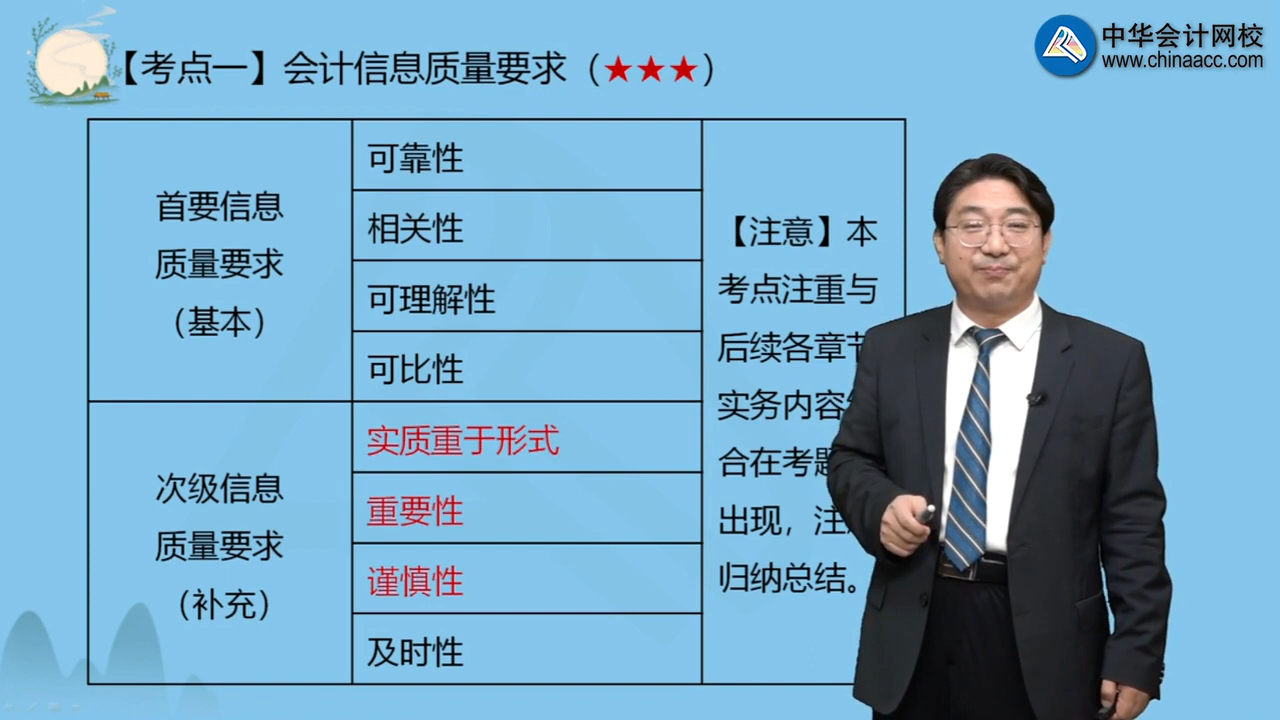 【考点一】会计信息质量要求（★★★）
中华会计网校
www.chinaacc.com
首要信息
质量要求
（基本）
可靠性
相关性
可理解性
可比性
次级信息
质量要求
（补充）
实质重于形式
重要性
谨慎性
及时性
【注意】本
考点注重与
后续各章节
实务内容
合在考题
出现，注
归纳总结。